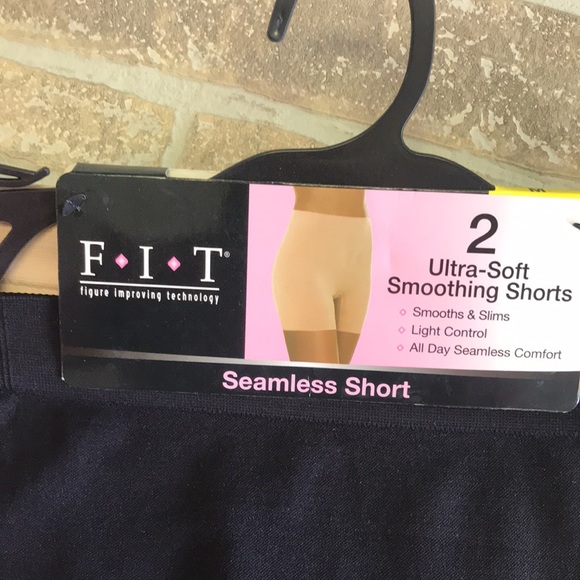 F•I•T®
figure improving technology
2
Ultra-Soft
Smoothing Shorts
Smooths & Slims
Light Control
All Day Seamless Comfort
Seamless Short